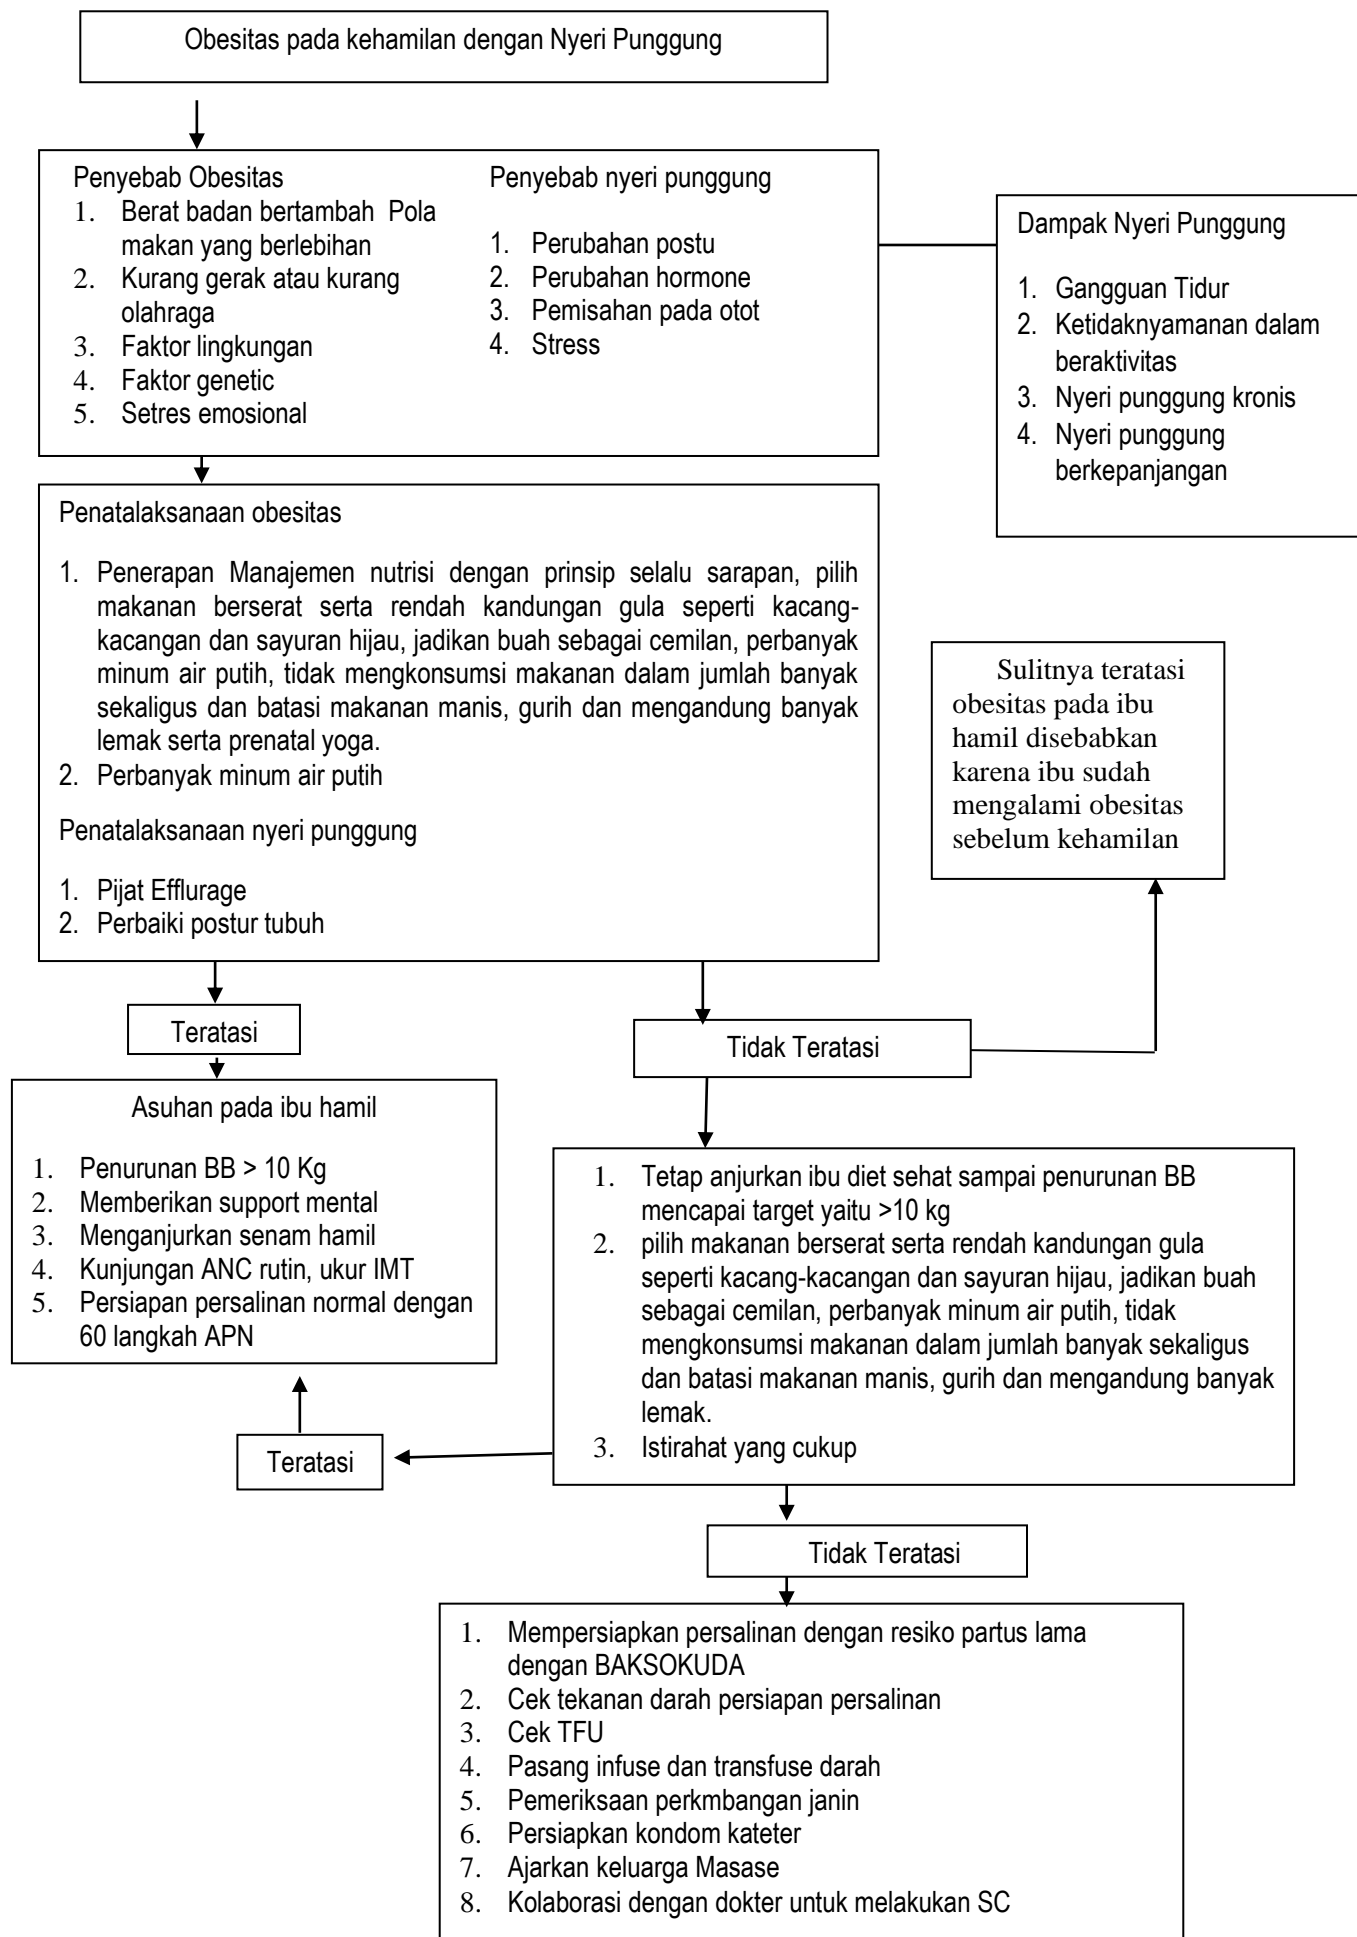 Obesitas pada kehamilan dengan Nyeri Punggung
Penyebab Obesitas
1. Berat badan bertambah Pola
makan yang berlebihan
2. Kurang gerak atau kurang
olahraga
3. Faktor lingkungan
4. Faktor genetic
5. Setres emosional
Penyebab nyeri punggung
1. Perubahan postu
2. Perubahan hormone
3. Pemisahan pada otot
4. Stress
Dampak Nyeri Punggung
1. Gangguan Tidur
2. Ketidaknyamanan dalam
beraktivitas
3. Nyeri punggung kronis
4. Nyeri punggung
berkepanjangan
Penatalaksanaan obesitas
1. Penerapan Manajemen nutrisi dengan prinsip selalu sarapan, pilih
makanan berserat serta rendah kandungan gula seperti kacang-
kacangan dan sayuran hijau, jadikan buah sebagai cemilan, perbanyak
minum air putih, tidak mengkonsumsi makanan dalam jumlah banyak
sekaligus dan batasi makanan manis, gurih dan mengandung banyak
lemak serta prenatal yoga.
2. Perbanyak minum air putih
Penatalaksanaan nyeri punggung
1. Pijat Efflurage
2. Perbaiki postur tubuh
Sulitnya teratasi
obesitas pada ibu
hamil disebabkan
karena ibu sudah
mengalami obesitas
sebelum kehamilan
Teratasi
Tidak Teratasi
Asuhan pada ibu hamil
1. Penurunan BB > 10 Kg
2. Memberikan support mental
3. Menganjurkan senam hamil
4. Kunjungan ANC rutin, ukur IMT
5. Persiapan persalinan normal dengan
60 langkah APN
1. Tetap anjurkan ibu diet sehat sampai penurunan BB
mencapai target yaitu >10 kg
2. pilih makanan berserat serta rendah kandungan gula
seperti kacang-kacangan dan sayuran hijau, jadikan buah
sebagai cemilan, perbanyak minum air putih, tidak
mengkonsumsi makanan dalam jumlah banyak sekaligus
dan batasi makanan manis, gurih dan mengandung banyak
lemak.
3. Istirahat yang cukup
Teratasi
Tidak Teratasi
1. Mempersiapkan persalinan dengan resiko partus lama
dengan BAKSOKUDA
2. Cek tekanan darah persiapan persalinan
3. Cek TFU
4. Pasang infuse dan transfuse darah
5. Pemeriksaan perkmbangan janin
6. Persiapkan kondom kateter
7. Ajarkan keluarga Masase
8. Kolaborasi dengan dokter untuk melakukan SC